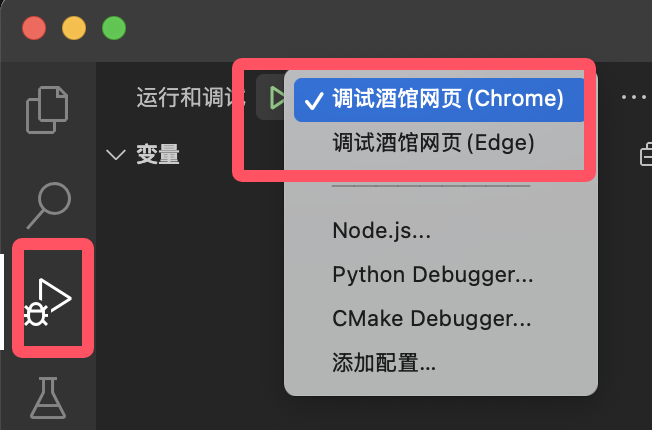 运行和调试
调试酒馆网页 (Chrome)
调试酒馆网页 (Edge)
变量
Node.js...
Python Debugger...
CMake Debugger...
添加配置...